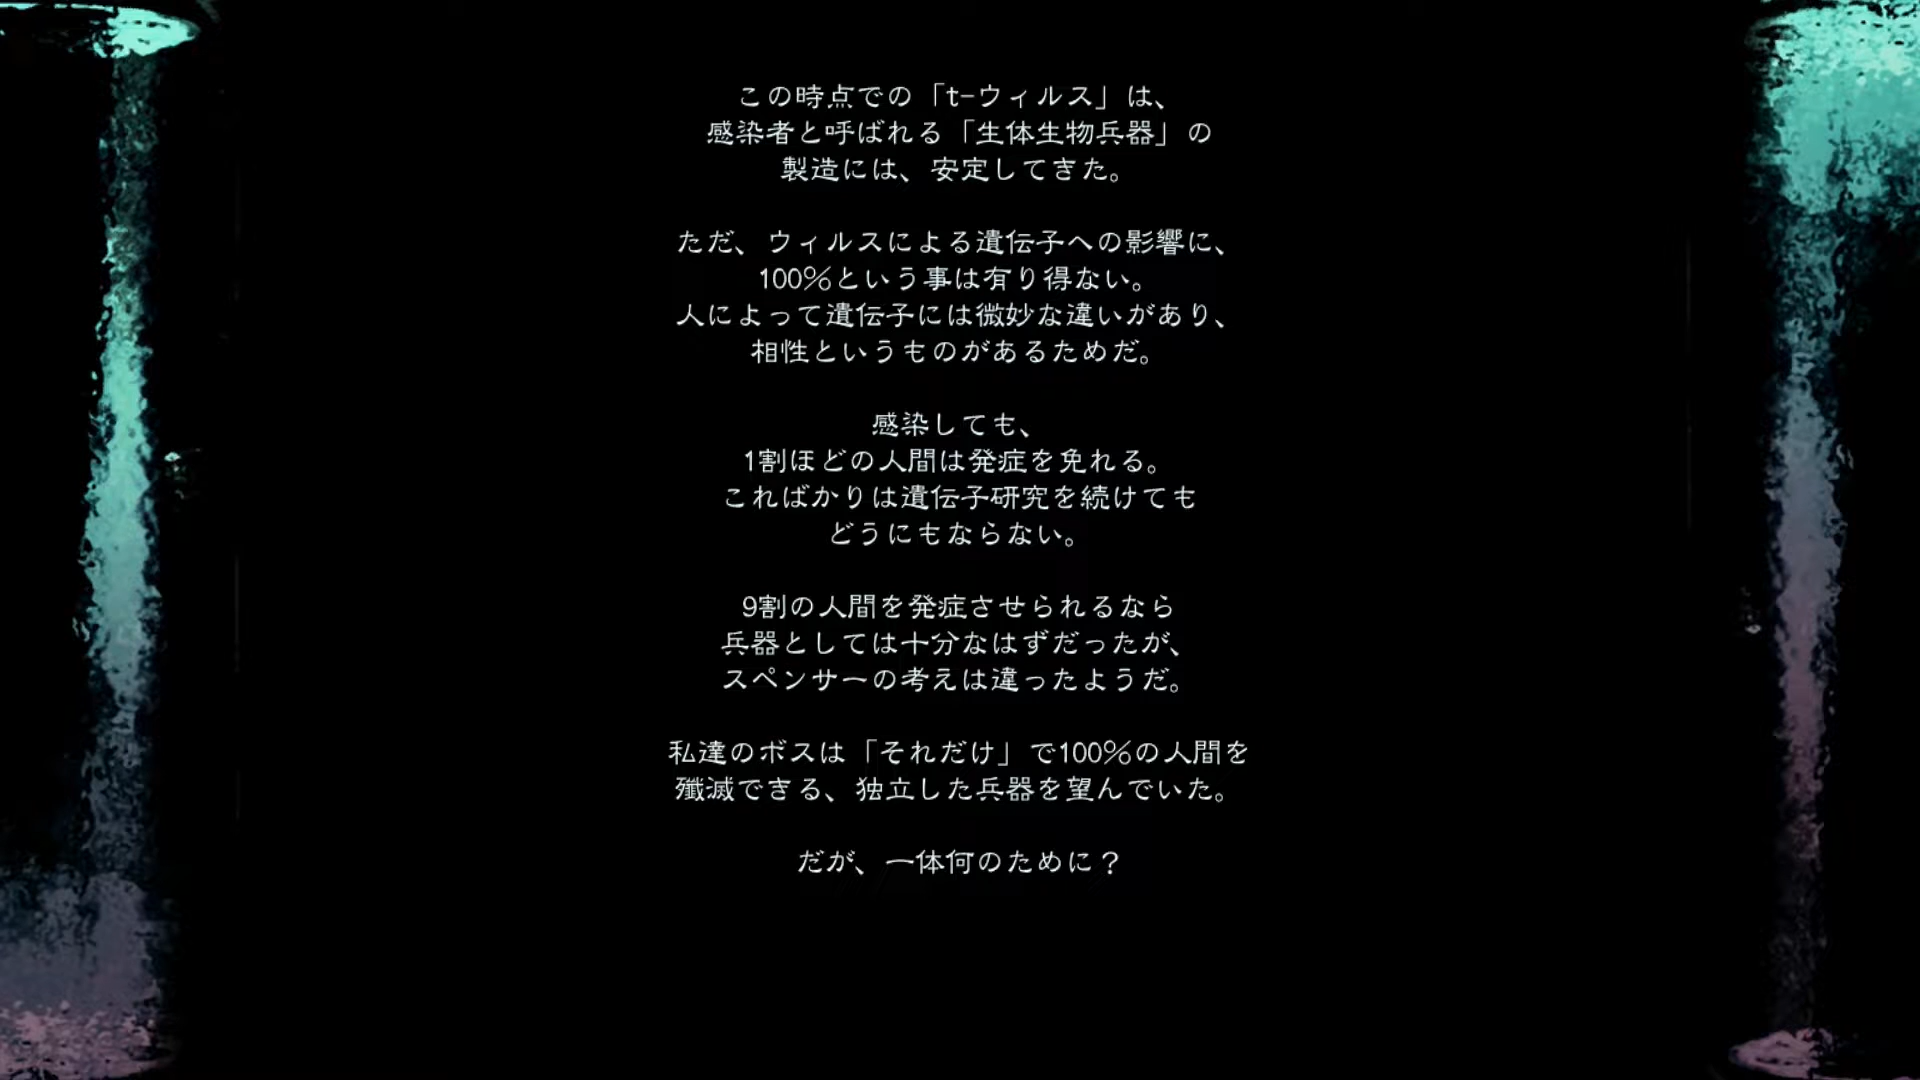 この時点での「t-ウィルス」は、
感染者と呼ばれる「生体生物兵器」の
製造には、安定してきた。
ただ、ウィルスによる遺伝子への影響に、
100%という事は有り得ない。
人によって遺伝子には微妙な違いがあり、
相性というものがあるためだ。
感染しても、
1割ほどの人間は発症を免れる。
こればかりは遺伝子研究を続けても
どうにもならない。
9割の人間を発症させられるなら
兵器としては十分なはずだったが、
スペンサーの考えは違ったようだ。
私達のボスは「それだけ」で100%の人間を
殲滅できる、独立した兵器を望んでいた。
だが、一体何のために？